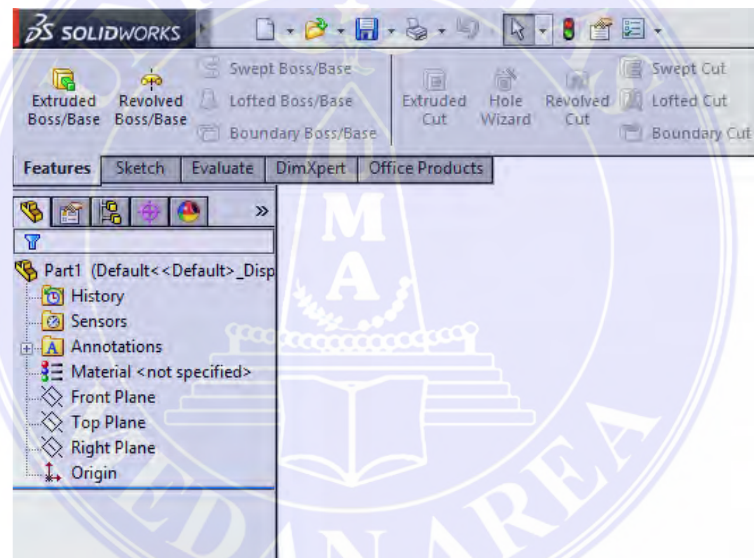 SOLIDWORKS
Swept Boss/Base
Lofted Boss/Base
Boundary Boss/Base
Extruded Boss/Base
Revolved Boss/Base
Extruded Cut
Hole Wizard
Revolved Cut
Swept Cut
Lofted Cut
Boundary Cut
Features Sketch Evaluate DimXpert Office Products
Part1 (Default<<Default>_Disp
History
Sensors
A Annotations
Material <not specified>
Front Plane
Top Plane
Right Plane
Origin
M
A
EDAN AREA